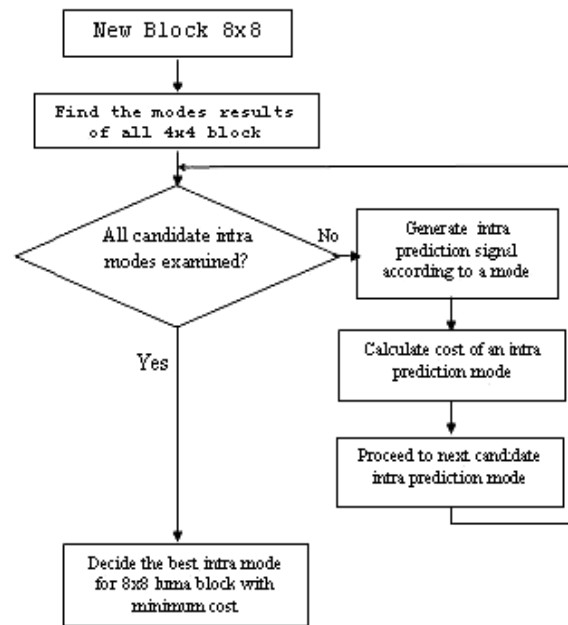 New Block 8x8
Find the modes results
of all 4x4 block
All candidate intra
modes examined?
No
Generate intra
prediction signal
according to a mode
Calculate cost of an intra
prediction mode
Yes
Proceed to next candidate
intra prediction mode
Decide the best intra mode
for 8x8 luma block with
minimum cost